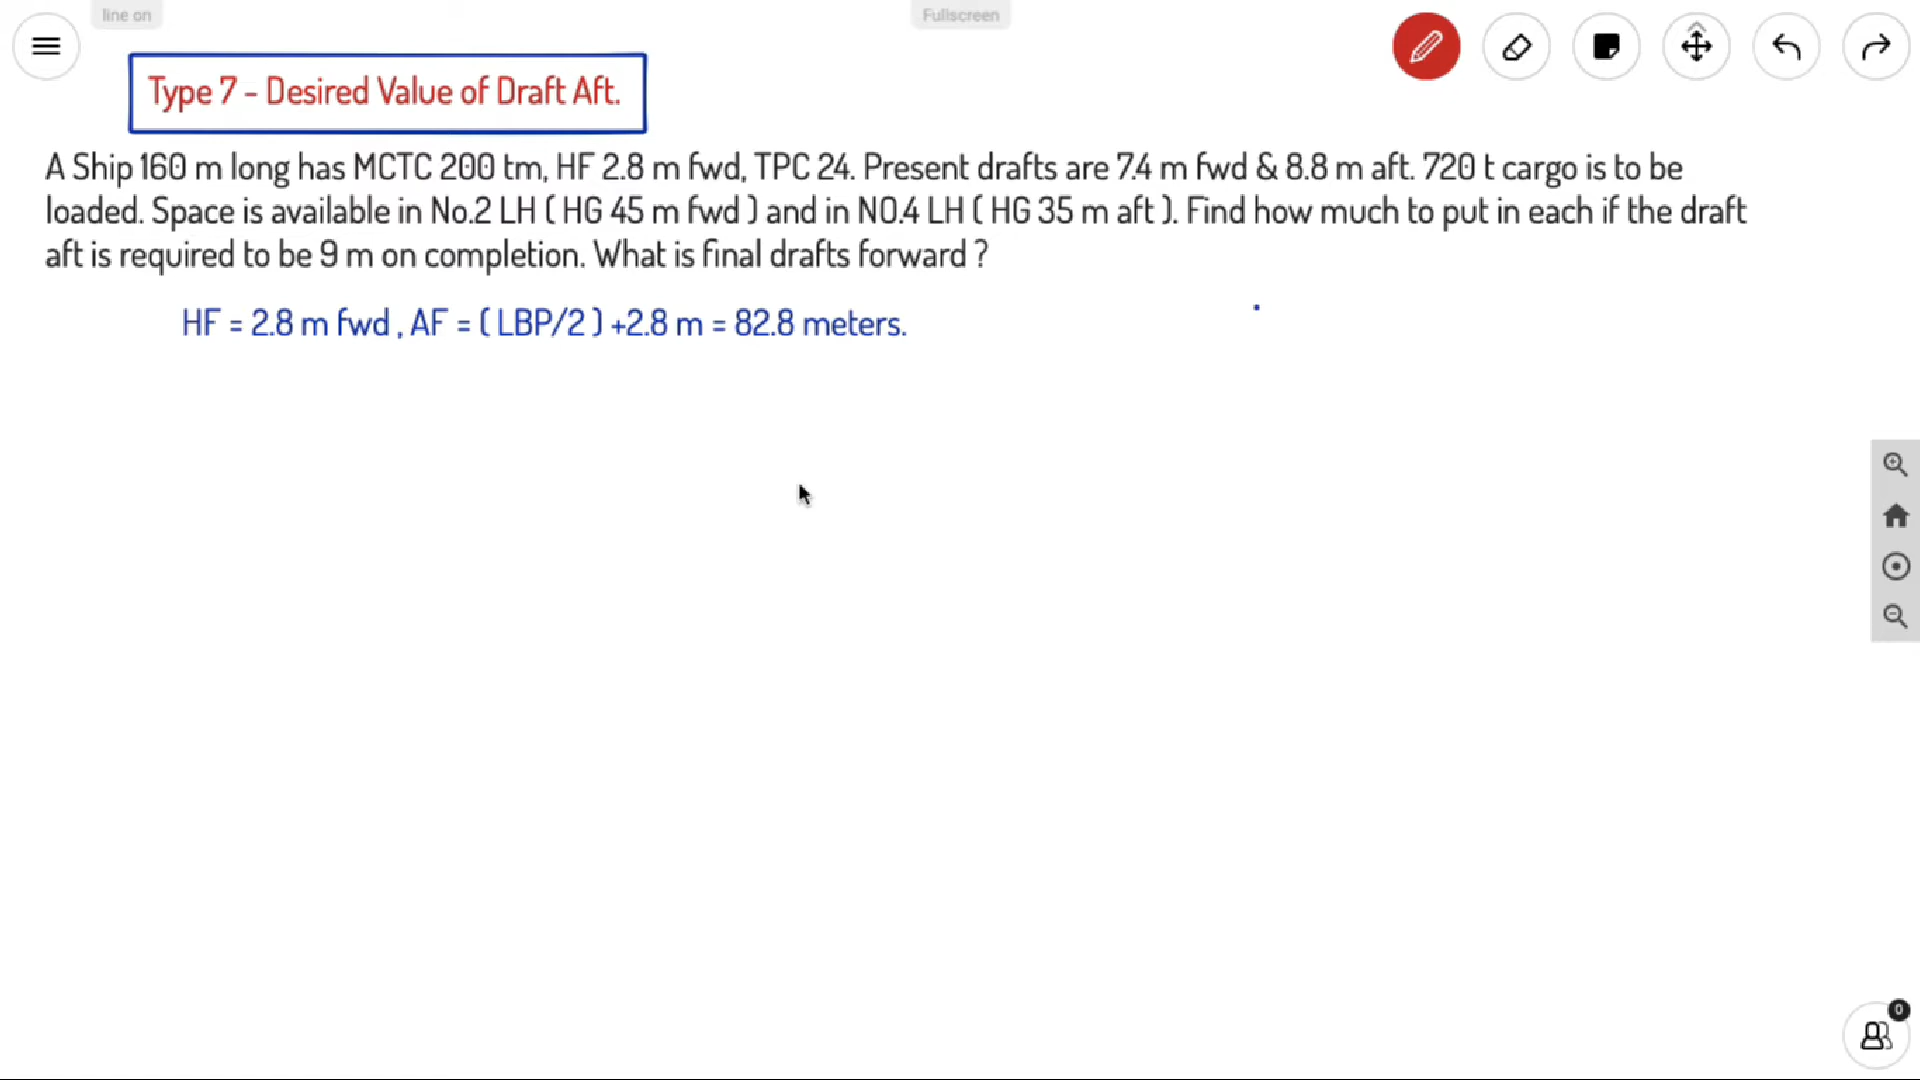 line on
Fullscreen
Type 7 - Desired Value of Draft Aft.
A Ship 160 m long has MCTC 200 tm, HF 2.8 m fwd, TPC 24. Present drafts are 7.4 m fwd & 8.8 m aft. 720 t cargo is to be
loaded. Space is available in No.2 LH ( HG 45 m fwd ) and in NO.4 LH ( HG 35 m aft ). Find how much to put in each if the draft
aft is required to be 9 m on completion. What is final drafts forward ?
HF = 2.8 m fwd , AF = ( LBP/2 ) +2.8 m = 82.8 meters.
0